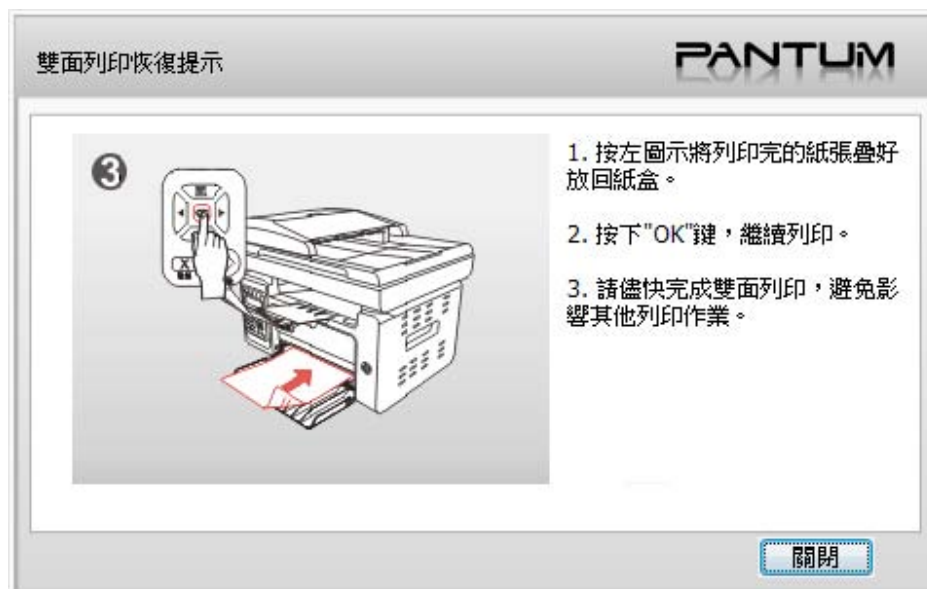 雙面列印恢復提示
PANTUM
3
1. 按左圖示將列印完的紙張疊好
放回紙盒。
2. 按下"OK"鍵，繼續列印。
3. 請儘快完成雙面列印，避免影
響其他列印作業。
關閉